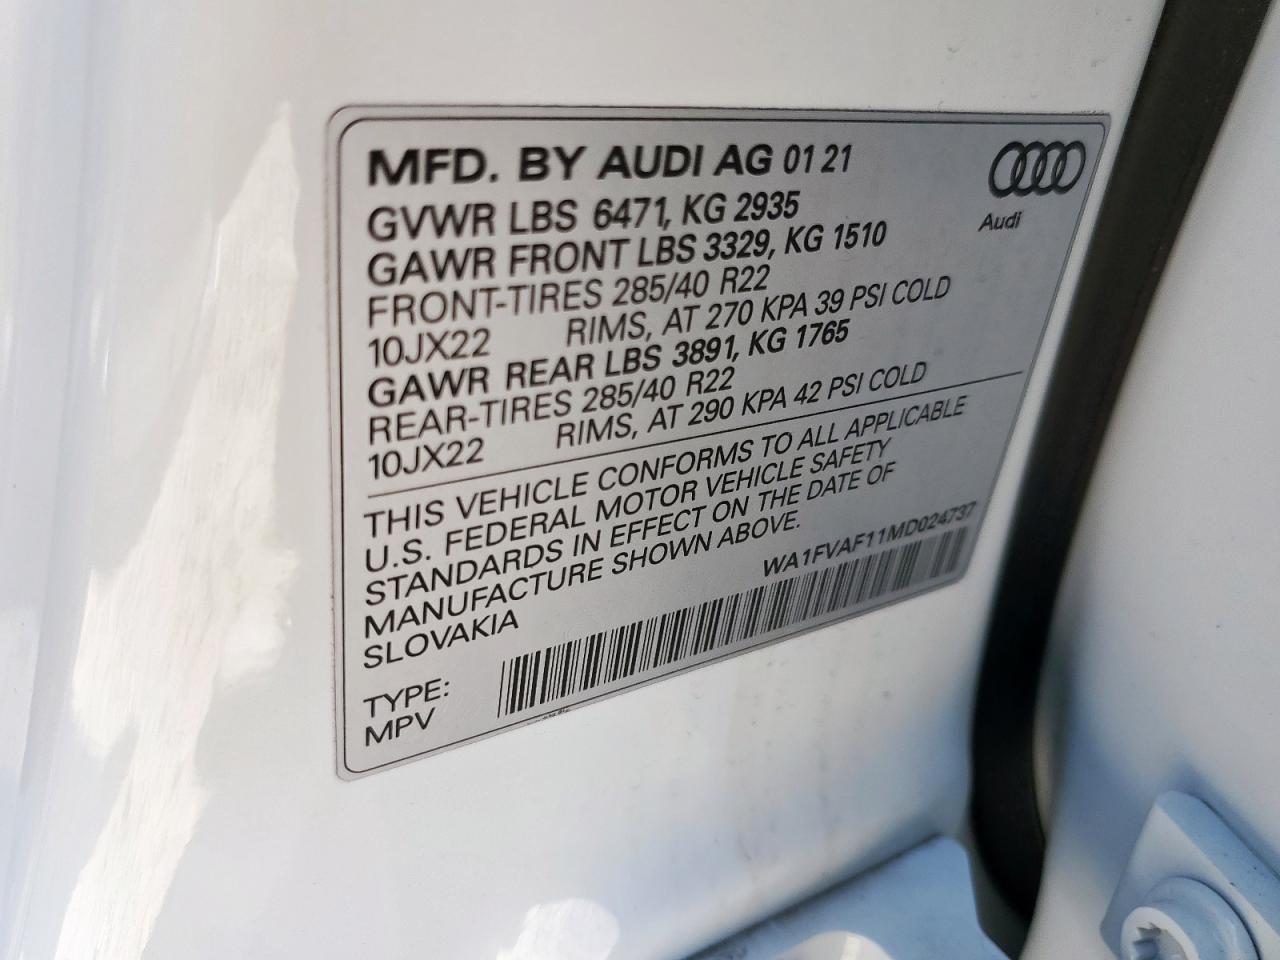 MFD. BY AUDI AG 01 21
GVWR LBS 6471, KG 2935
GAWR FRONT LBS 3329, KG 1510
FRONT-TIRES 285/40 R22
10JX22 RIMS, AT 270 KPA 39 PSI COLD
GAWR REAR LBS 3891, KG 1765
REAR-TIRES 285/40 R22
10JX22 RIMS, AT 290 KPA 42 PSI COLD
Audi
THIS VEHICLE CONFORMS TO ALL APPLICABLE
U.S. FEDERAL MOTOR VEHICLE SAFETY
STANDARDS IN EFFECT ON THE DATE OF
MANUFACTURE SHOWN ABOVE.
SLOVAKIA
WA1FVAF11MD024737
TYPE:
MPV